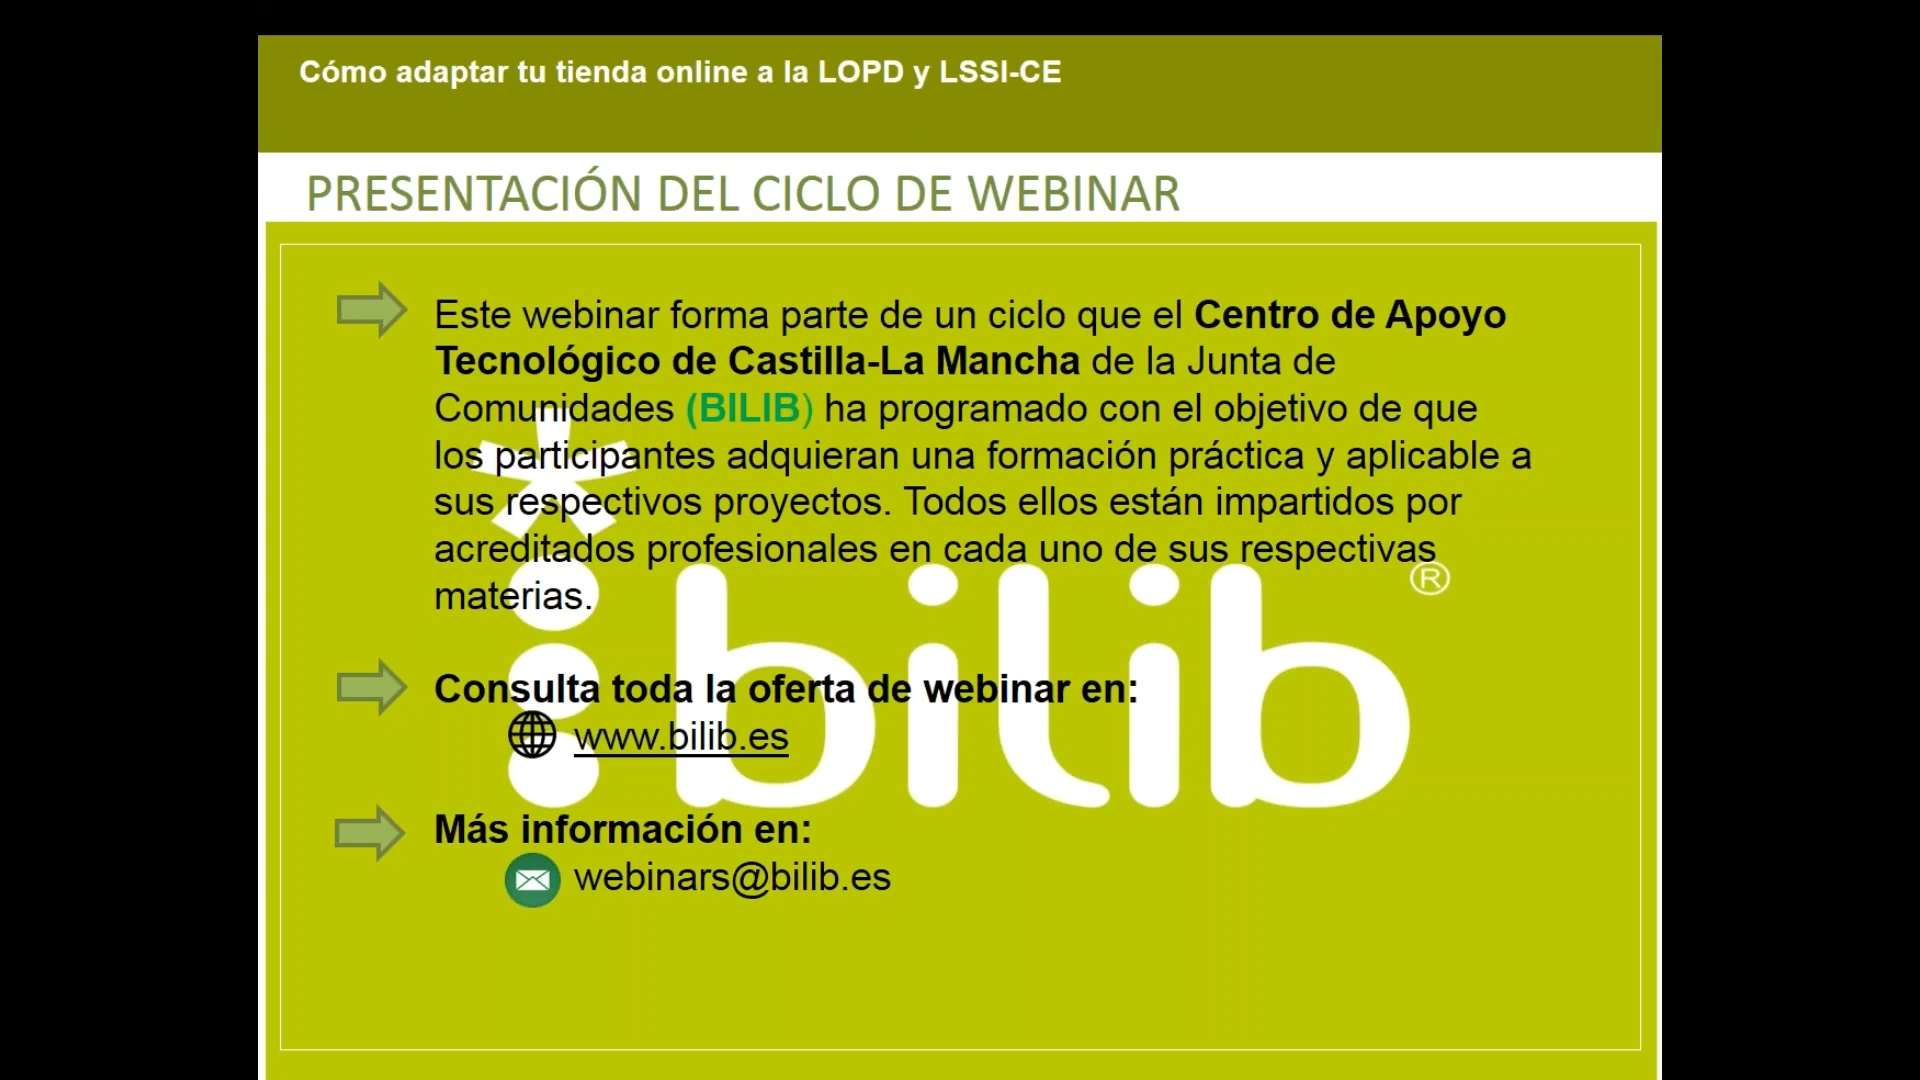 Cómo adaptar tu tienda online a la LOPD y LSSI-CE
PRESENTACIÓN DEL CICLO DE WEBINAR
Este webinar forma parte de un ciclo que el Centro de Apoyo
Tecnológico de Castilla-La Mancha de la Junta de
Comunidades (BILIB) ha programado con el objetivo de que
los participantes adquieran una formación práctica y aplicable a
sus respectivos proyectos. Todos ellos están impartidos por
acreditados profesionales en cada uno de sus respectivas
materias.
bilib ®
Consulta toda la oferta de webinar en:
www.bilib.es
Más información en:
webinars@bilib.es